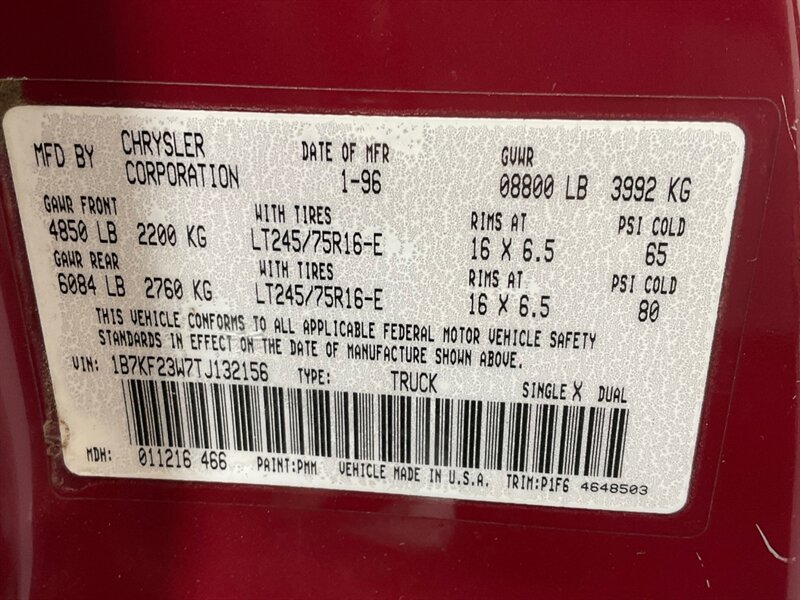 MFD BY CHRYSLER CORPORATION DATE OF MFR 1-96 GVWR 08800 LB 3992 KG
GAWR FRONT WITH TIRES RIMS AT PSI COLD
4850 LB 2200 KG LT245/75R16-E 16 X 6.5 65
GAWR REAR WITH TIRES RIMS AT PSI COLD
6084 LB 2760 KG LT245/75R16-E 16 X 6.5 80
THIS VEHICLE CONFORMS TO ALL APPLICABLE FEDERAL MOTOR VEHICLE SAFETY
STANDARDS IN EFFECT ON THE DATE OF MANUFACTURE SHOWN ABOVE.
VIN: 1B7KF23W7TJ132156 TYPE: TRUCK SINGLE X DUAL
MDH: 011216 466 PAINT:PMM VEHICLE MADE IN U.S.A. TRIM:P1F6 4648503